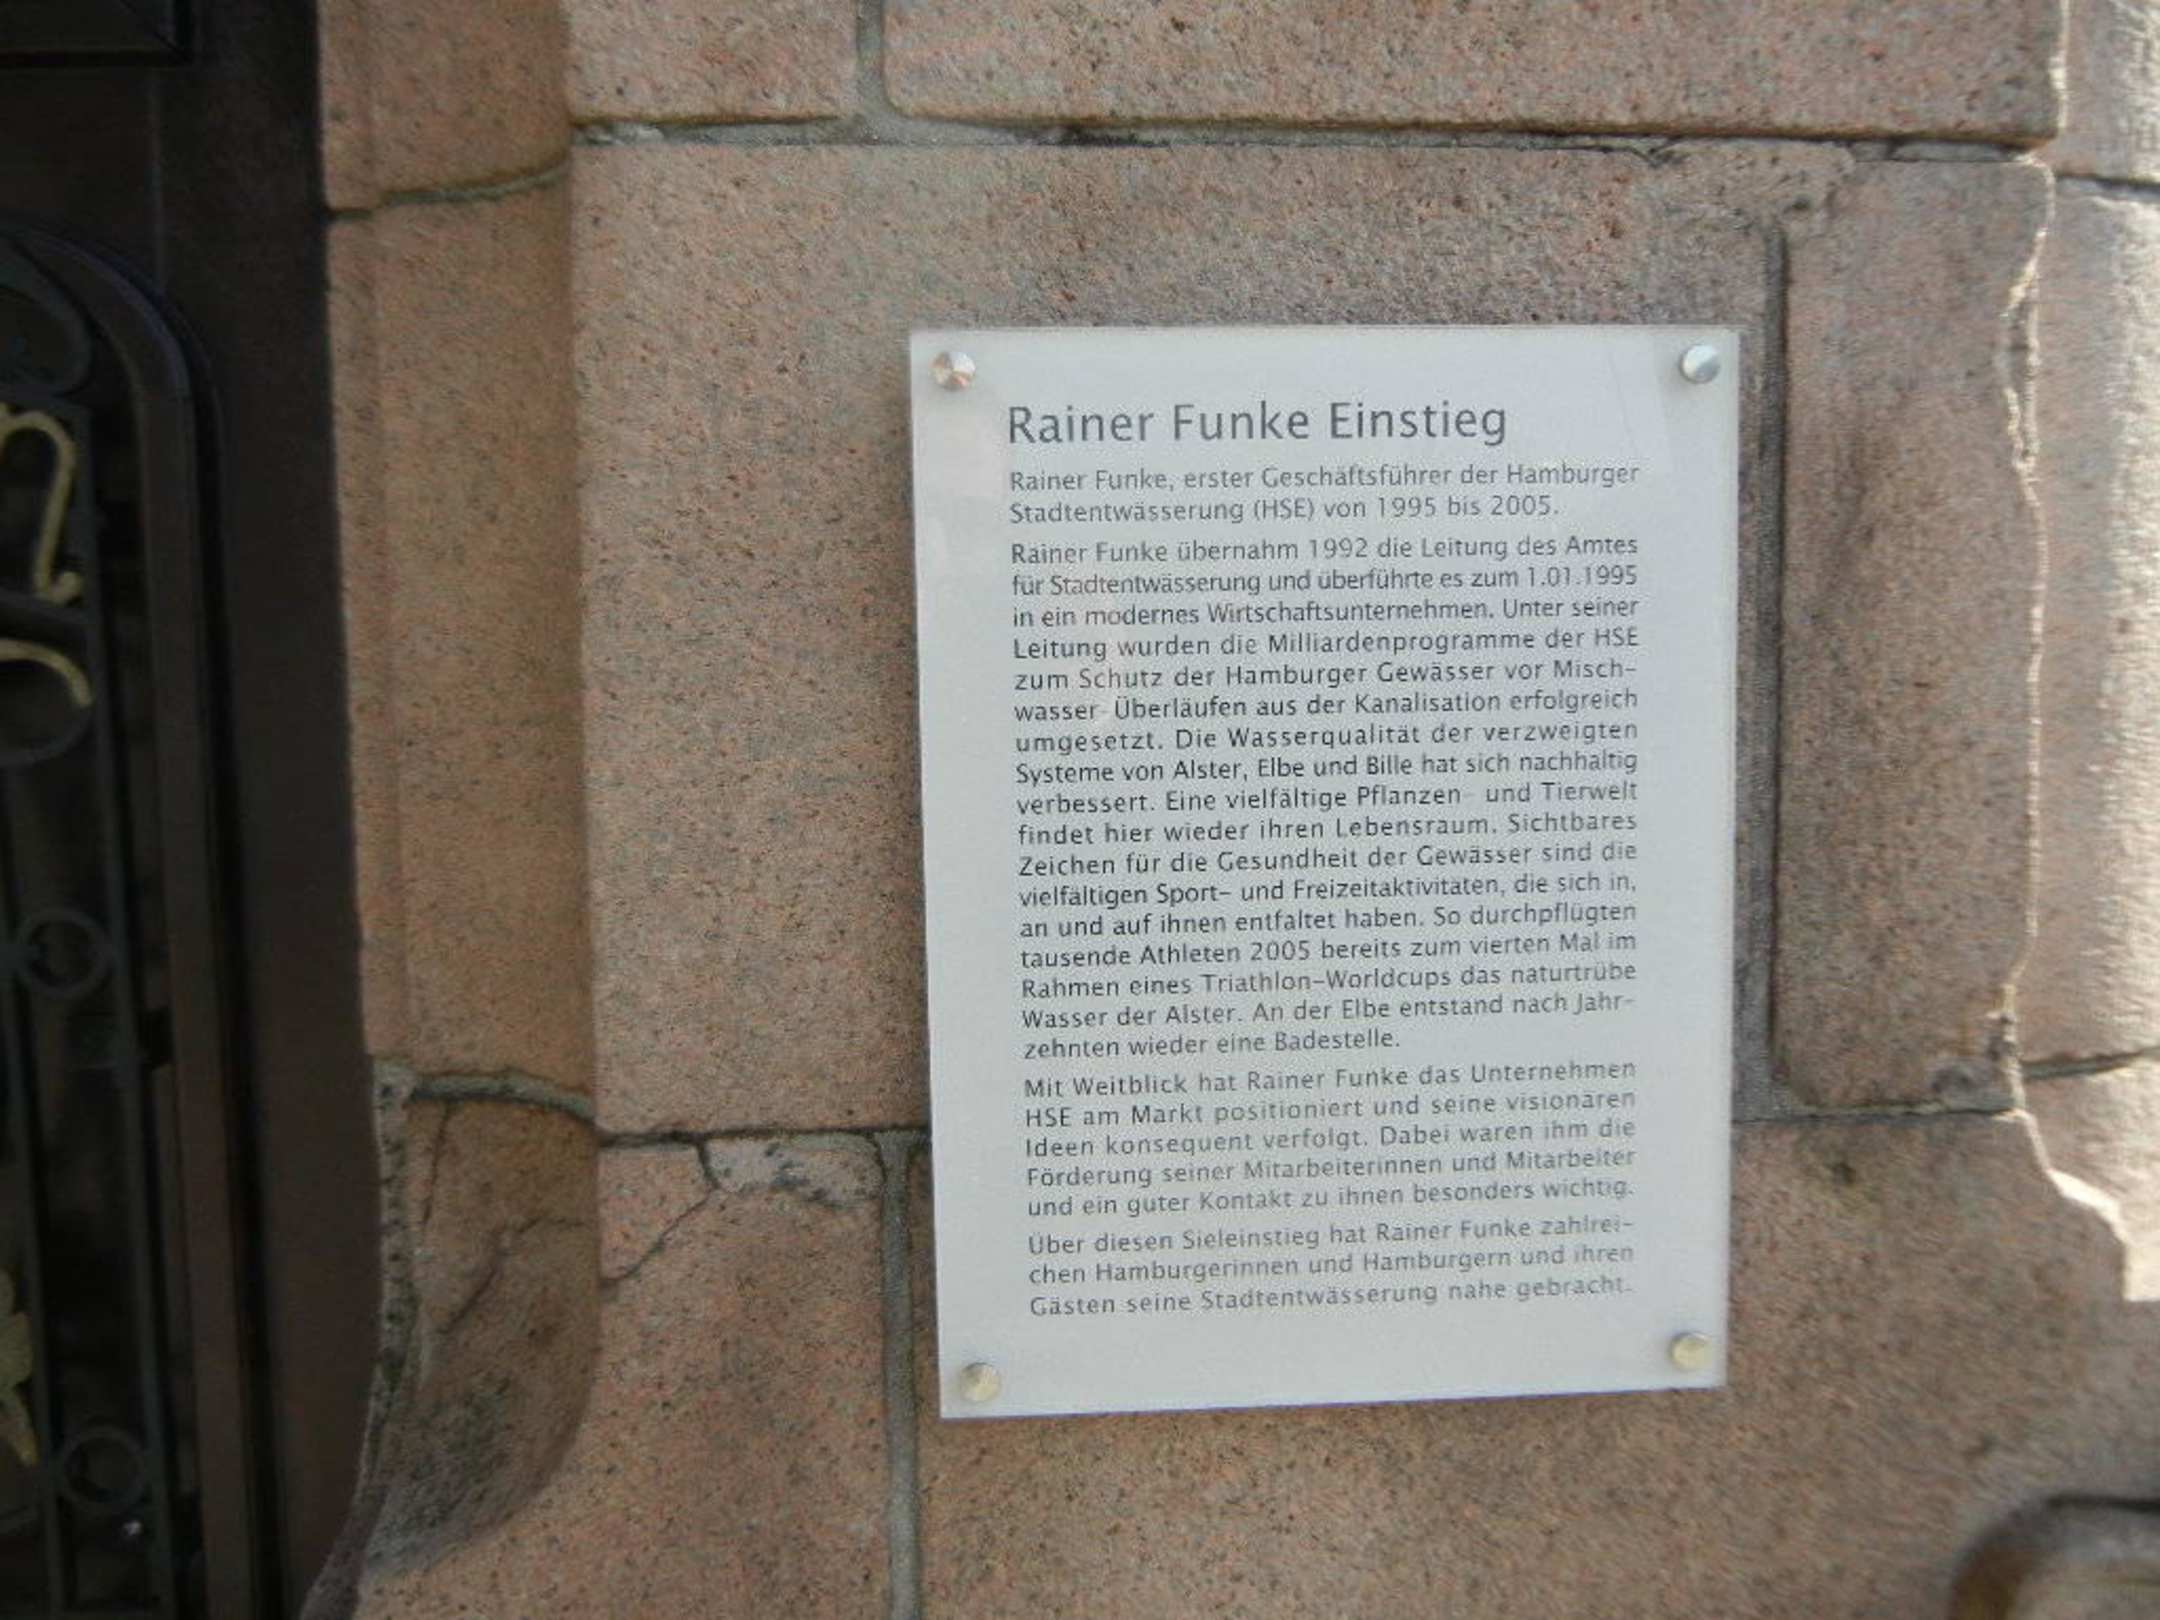 Rainer Funke Einstieg
Rainer Funke, erster Geschäftsführer der Hamburger
Stadtentwässerung (HSE) von 1995 bis 2005.
Rainer Funke übernahm 1992 die Leitung des Amtes
für Stadtentwässerung und überführte es zum 1.01.1995
in ein modernes Wirtschaftsunternehmen. Unter seiner
Leitung wurden die Milliardenprogramme der HSE
zum Schutz der Hamburger Gewässer vor Misch-
wasser-Überläufen aus der Kanalisation erfolgreich
umgesetzt. Die Wasserqualität der verzweigten
Systeme von Alster, Elbe und Bille hat sich nachhaltig
verbessert. Eine vielfältige Pflanzen- und Tierwelt
findet hier wieder ihren Lebensraum. Sichtbares
Zeichen für die Gesundheit der Gewässer sind die
vielfältigen Sport- und Freizeitaktivitäten, die sich in,
an und auf ihnen entfaltet haben. So durchpflügten
tausende Athleten 2005 bereits zum vierten Mal im
Rahmen eines Triathlon-Worldcups das naturtrübe
Wasser der Alster. An der Elbe entstand nach Jahr-
zehnten wieder eine Badestelle.
Mit Weitblick hat Rainer Funke das Unternehmen
HSE am Markt positioniert und seine visionären
Ideen konsequent verfolgt. Dabei waren ihm die
Förderung seiner Mitarbeiterinnen und Mitarbeiter
und ein guter Kontakt zu ihnen besonders wichtig.
Über diesen Sieleinstieg hat Rainer Funke zahlrei-
chen Hamburgerinnen und Hamburgern und ihren
Gästen seine Stadtentwässerung nahe gebracht.